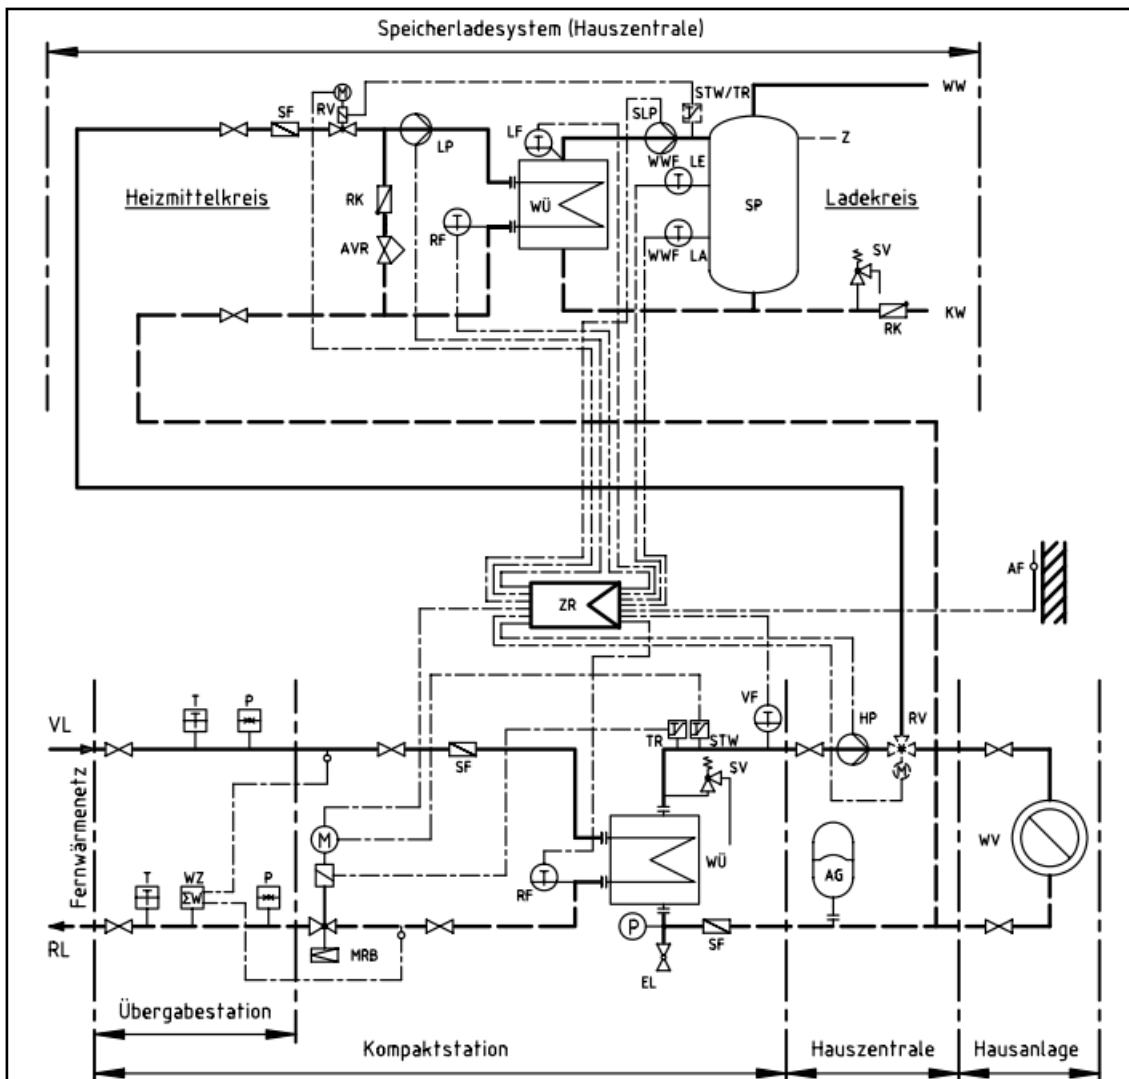 Speicherladesystem (Hauszentrale)
STW/TR
WW
M
RV
SF
SLP
LP
LF
T
Z
WWF LE
T
Heizmittelkreis
RK
WÜ
SP
Ladekreis
RF
T
T
AVR
WWF LA
SV
RK
KW
AF
ZR
T
P
VF
HP
RV
VL
T
T
TR
STW
SF
SV
M
Fernwärmenetz
M
WV
T
WZ
P
WÜ
AG
T
ΣW
RF
T
P
RL
MRB
SF
EL
Übergabestation
Kompaktstation
Hauszentrale
Hausanlage